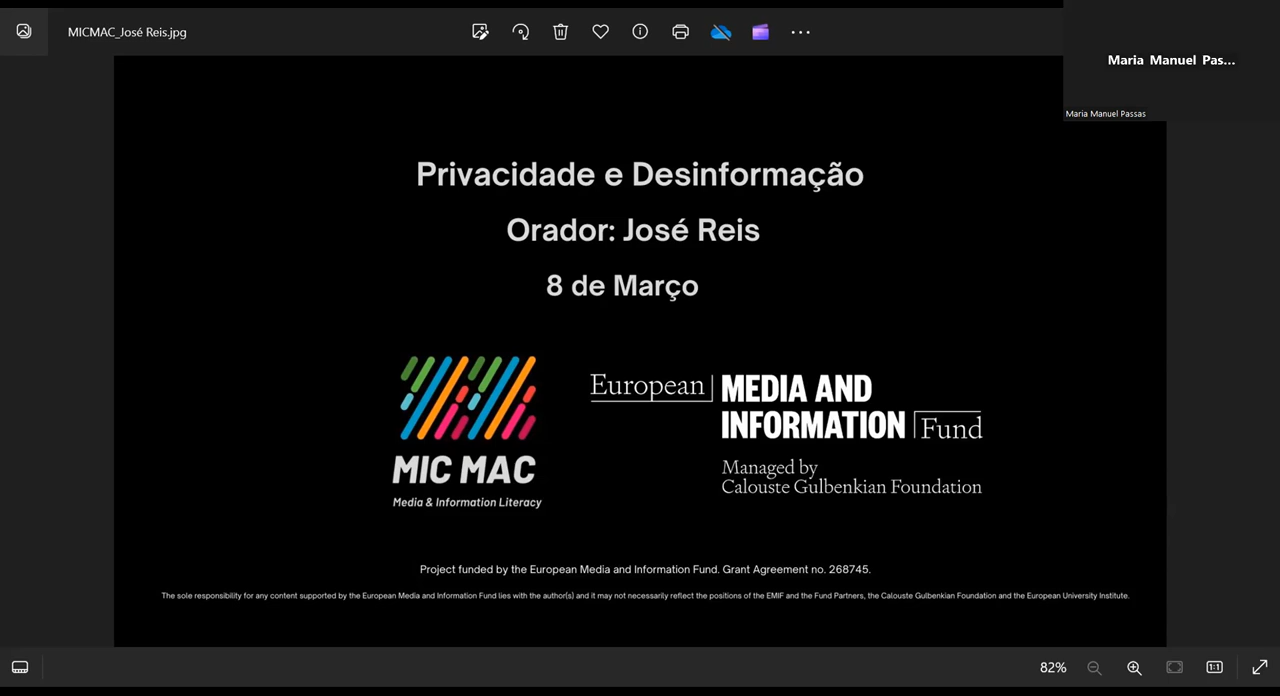 MICMAC_José Reis.jpg
Maria Manuel Pas...
Maria Manuel Passas
Privacidade e Desinformação
Orador: José Reis
8 de Março
MIC MAC
Media & Information Literacy
European MEDIA AND
INFORMATION Fund
Managed by
Calouste Gulbenkian Foundation
Project funded by the European Media and Information Fund. Grant Agreement no. 268745.
The sole responsibility for any content supported by the European Media and Information Fund lies with the author(s) and it may not necessarily reflect the positions of the EMIF and the Fund Partners, the Calouste Gulbenkian Foundation and the European University Institute.
82%
1:1